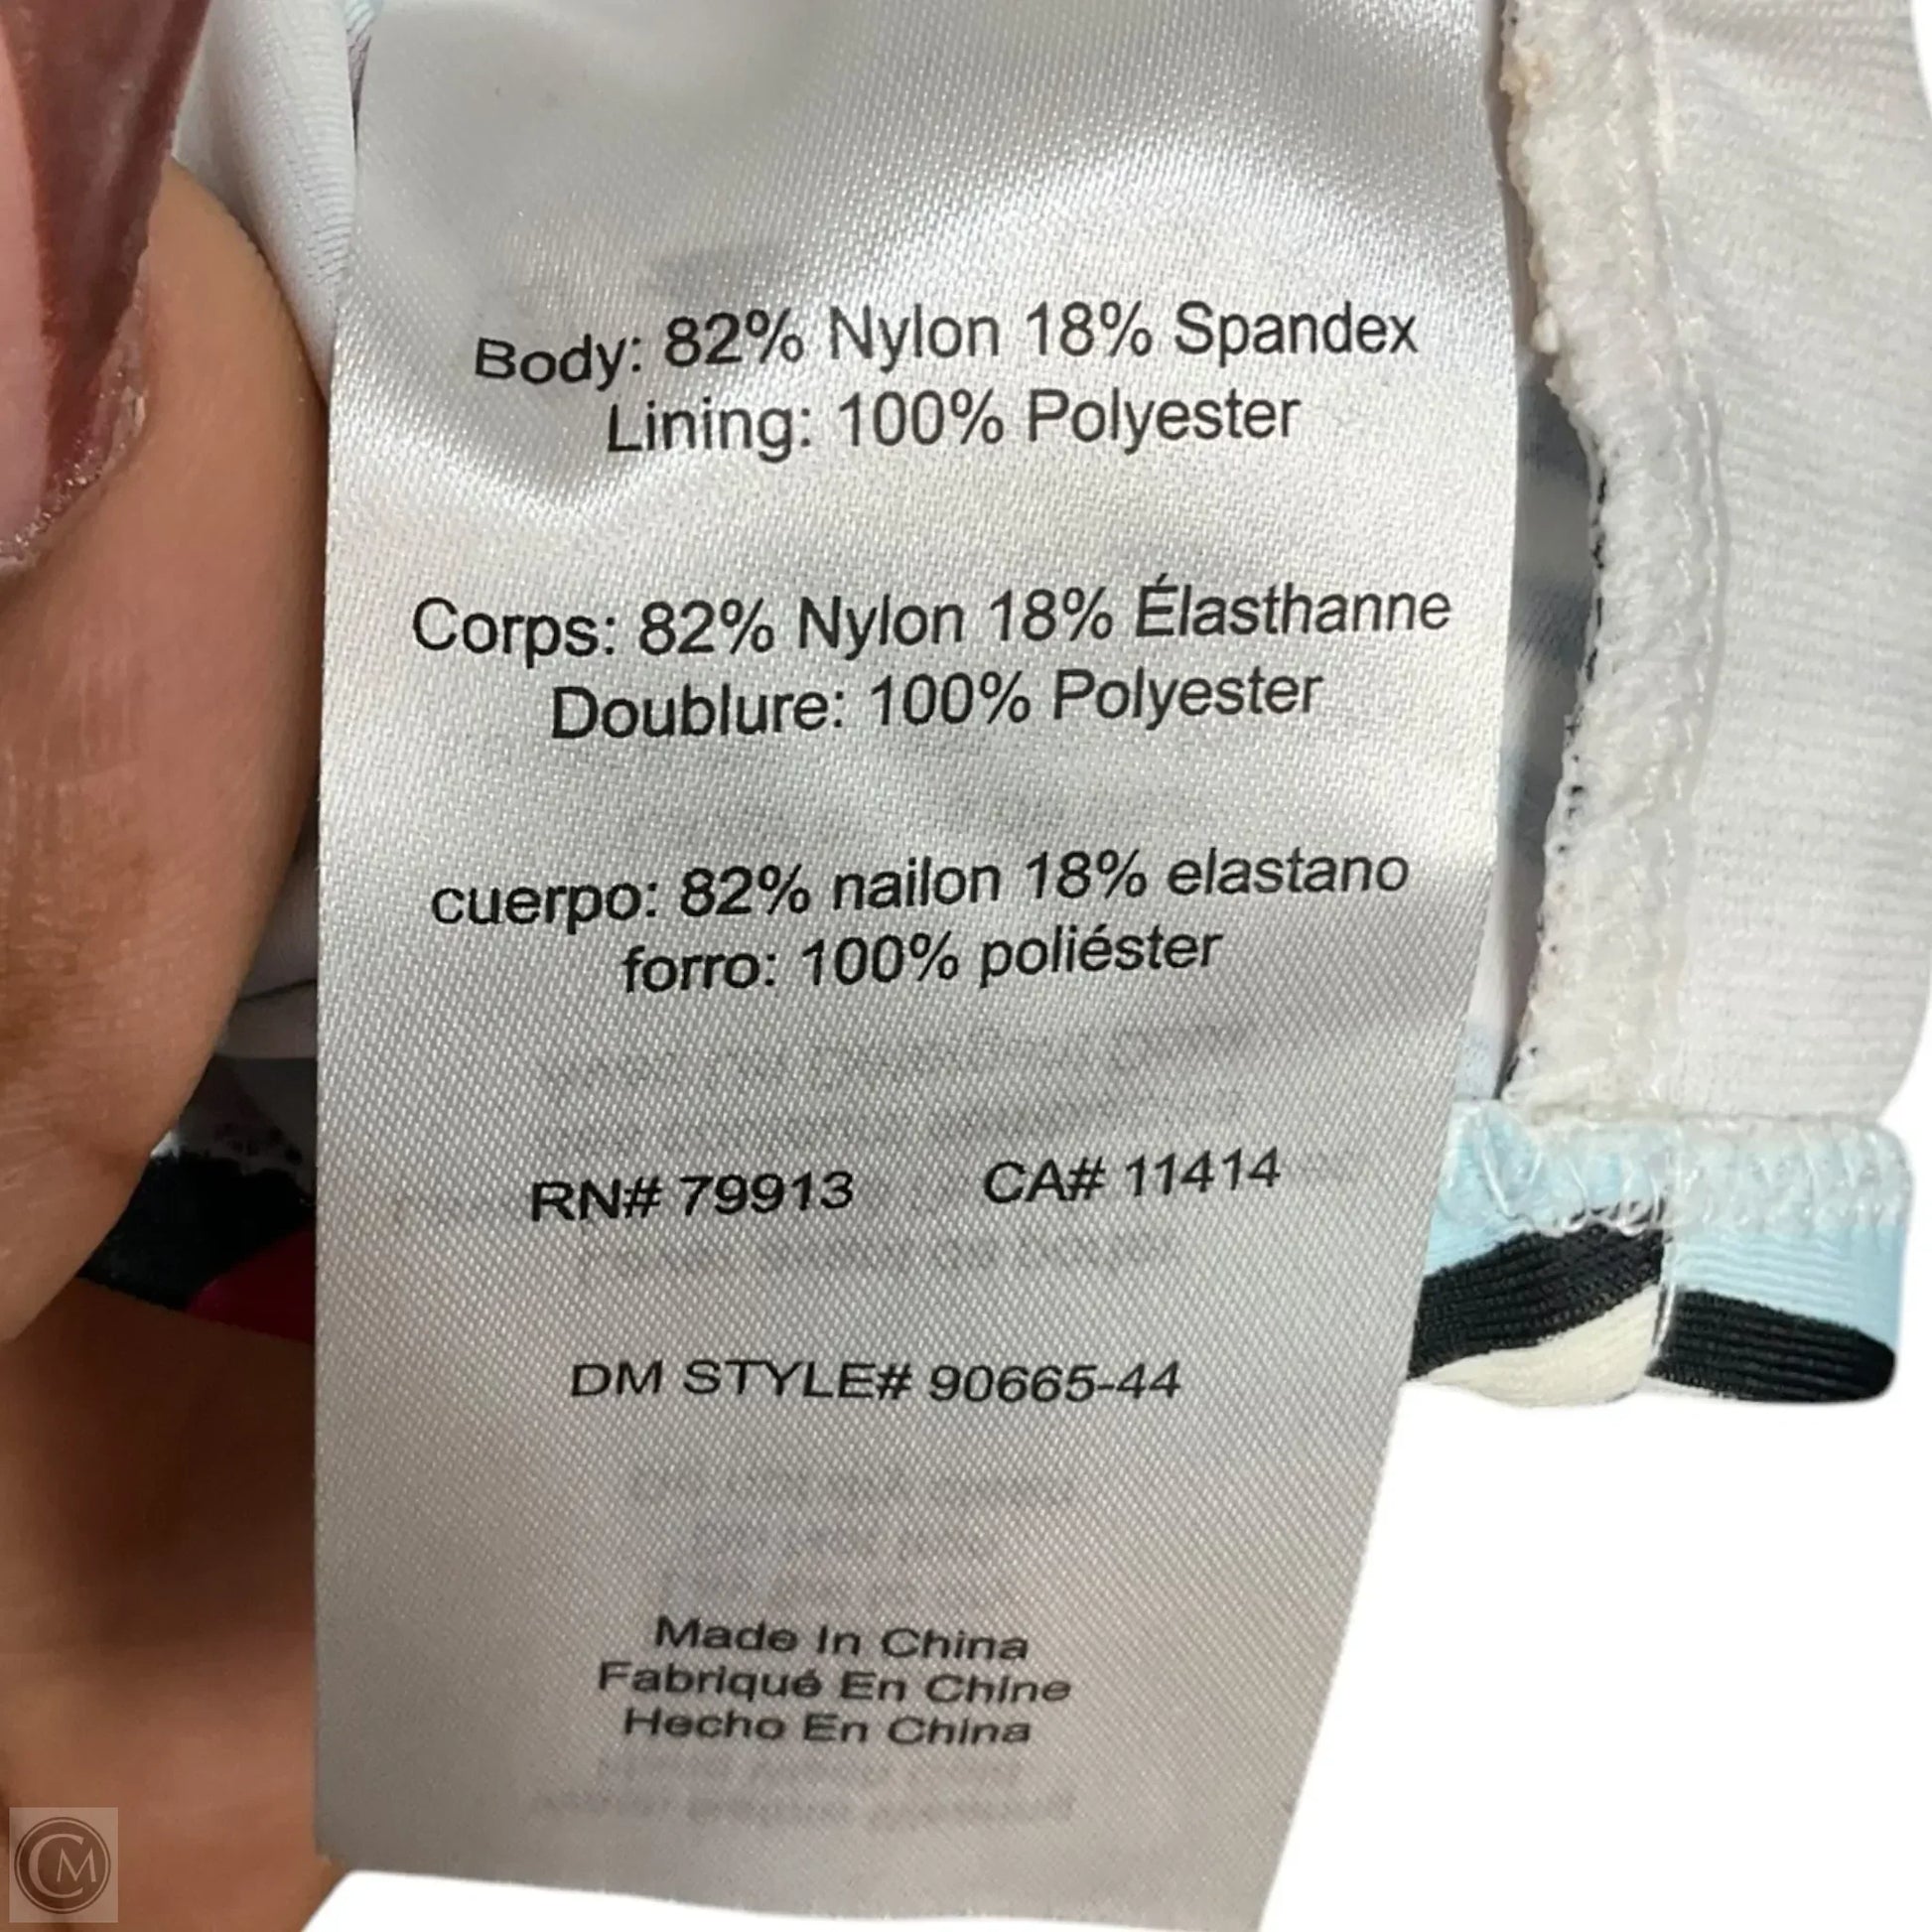 Body: 82% Nylon 18% Spandex
Lining: 100% Polyester
Corps: 82% Nylon 18% Élasthanne
Doublure: 100% Polyester
cuerpo: 82% nailon 18% elastano
forro: 100% poliéster
RN# 79913 CA# 11414
DM STYLE# 90665-44
Made In China
Fabriqué En Chine
Hecho En China
CM